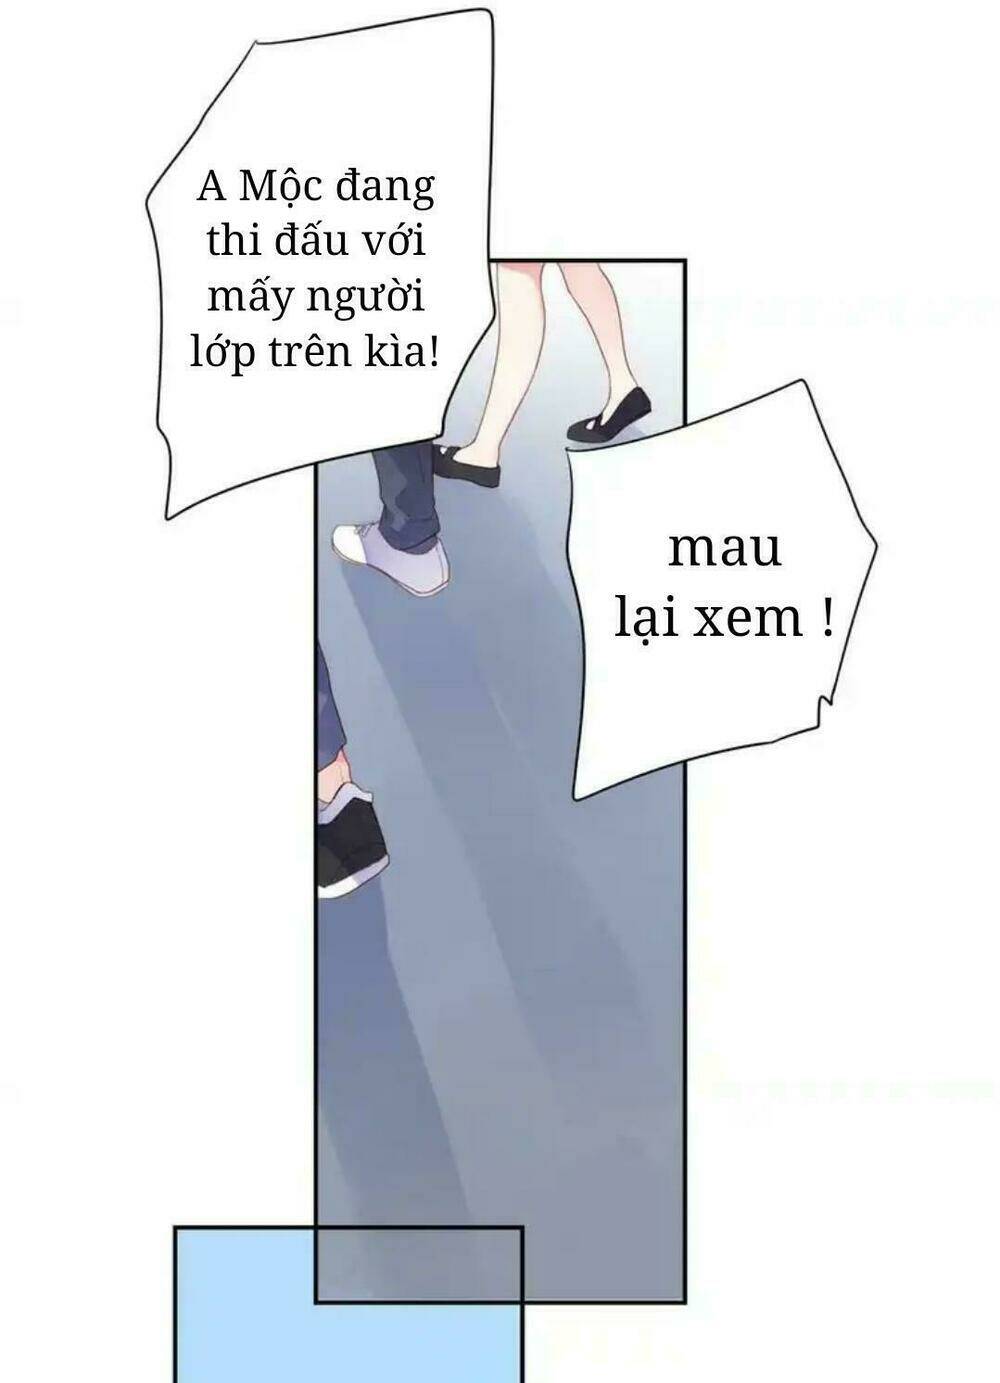 A Mộc đang
thi đấu với
mấy người
lớp trên kìa!
mau
lại xem !